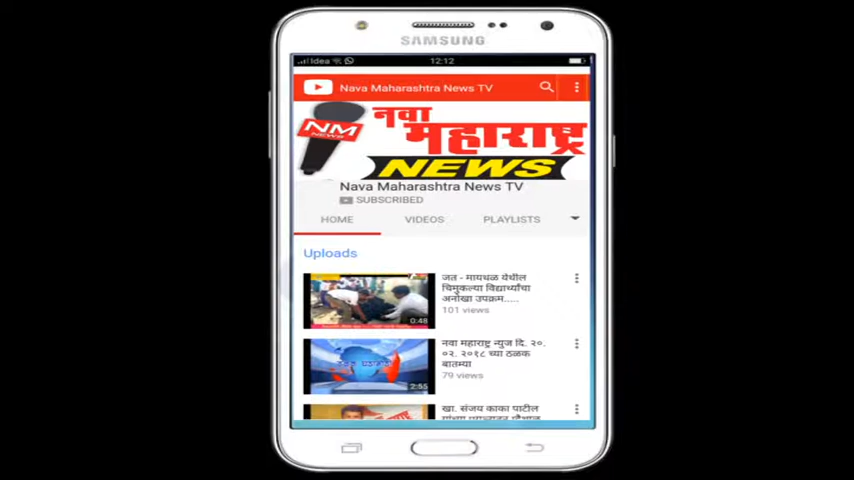 SAMSUNG
Idea
12:12
Nava Maharashtra News TV
NM
NEWS
नवा
महाराष्ट्र
NEWS
Nava Maharashtra News TV
SUBSCRIBED
HOME VIDEOS PLAYLISTS
Uploads
जत - मायथळ येथील
चिमुकल्या विद्यार्थ्यांचा
अनोखा उपक्रम.....
101 views
0:48
नवा महाराष्ट्र न्युज दि. २०.
०२. २०१८ च्या ठळक
बातम्या
79 views
2:55
खा. संजय काका पाटील